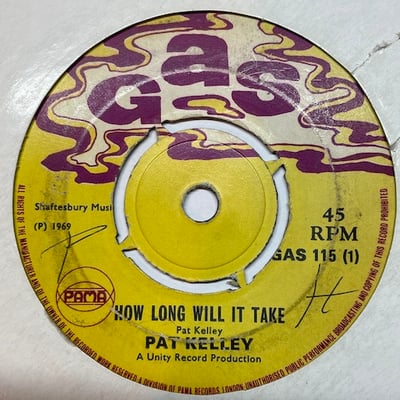 Gas
Shaftesbury Musi
(P) 1969
45
RPM
GAS 115 (1)
PAMA
HOW LONG WILL IT TAKE
Pat Kelley
PAT KELLEY
A Unity Record Production
ALL RIGHTS OF THE MANUFACTURER AND OF THE OWNER OF THE RECORDED WORK RESERVED A DIVISION OF PAMA RECORDS, LONDON. UNAUTHORISED PUBLIC PERFORMANCE, BROADCASTING AND COPYING OF THIS RECORD PROHIBITED